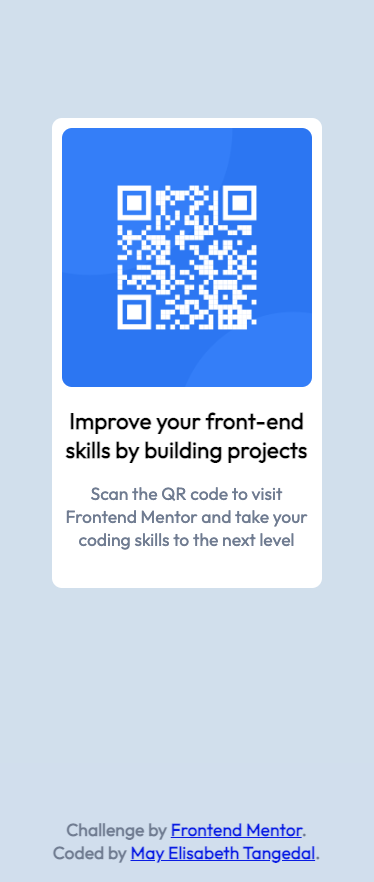 Improve your front-end
skills by building projects
Scan the QR code to visit
Frontend Mentor and take your
coding skills to the next level
Challenge by Frontend Mentor.
Coded by May Elisabeth Tangedal.